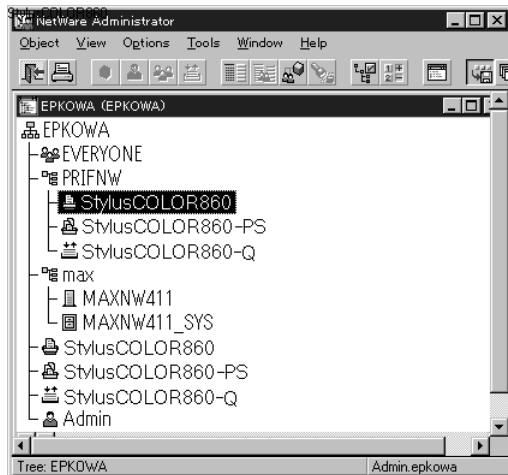 StylusCOLOR860
NetWare Administrator
Object View Options Tools Window Help
EPKOWA (EPKOWA)
EPKOWA
EVERYONE
PRIFNW
StylusCOLOR860
StylusCOLOR860-PS
StylusCOLOR860-Q
max
MAXNW411
MAXNW411_SYS
StylusCOLOR860
StylusCOLOR860-PS
StylusCOLOR860-Q
Admin
Tree: EPKOWA Admin.epkowa